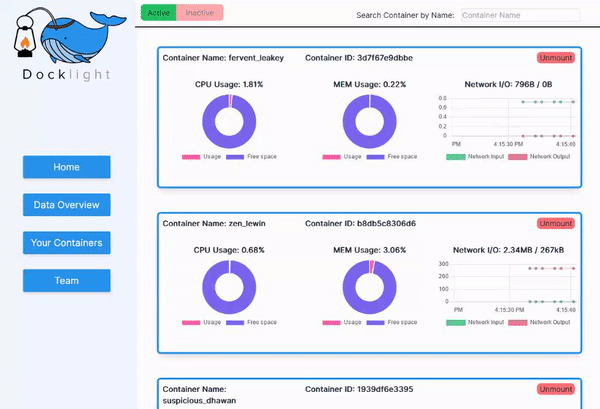 Docklight
Home
Data Overview
Your Containers
Team
Active Inactive
Search Container by Name: Container Name
Container Name: fervent_leakey Container ID: 3d7f67e9dbbe Unmount
CPU Usage: 1.81% MEM Usage: 0.22% Network I/O: 796B / 0B
0.8
0.6
0.4
0.2
0
PM 4:15:30 PM 4:15:40
Usage Free space Usage Free space Network Input Network Output
Container Name: zen_lewin Container ID: b8db5c8306d6 Unmount
CPU Usage: 0.68% MEM Usage: 3.06% Network I/O: 2.34MB / 267kB
300
200
100
0
PM 4:15:30 PM 4:15:40
Usage Free space Usage Free space Network Input Network Output
Container Name: Container ID: 1939df6e3395 Unmount
suspicious_dhawan